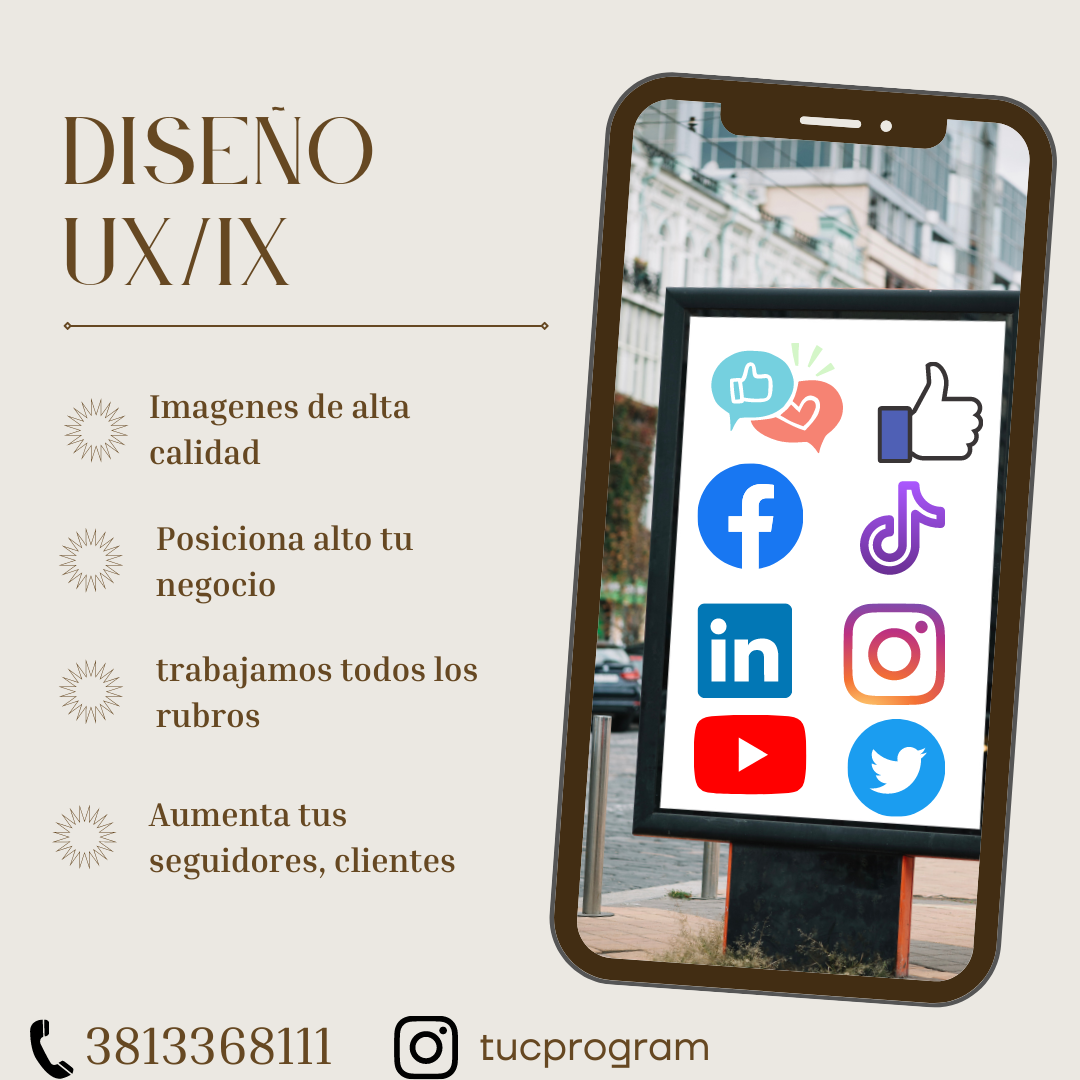 DISEÑO
UX/IX
Imagenes de alta
calidad
Posiciona alto tu
negocio
trabajamos todos los
rubros
Aumenta tus
seguidores, clientes
in
3813368111
tucprogram